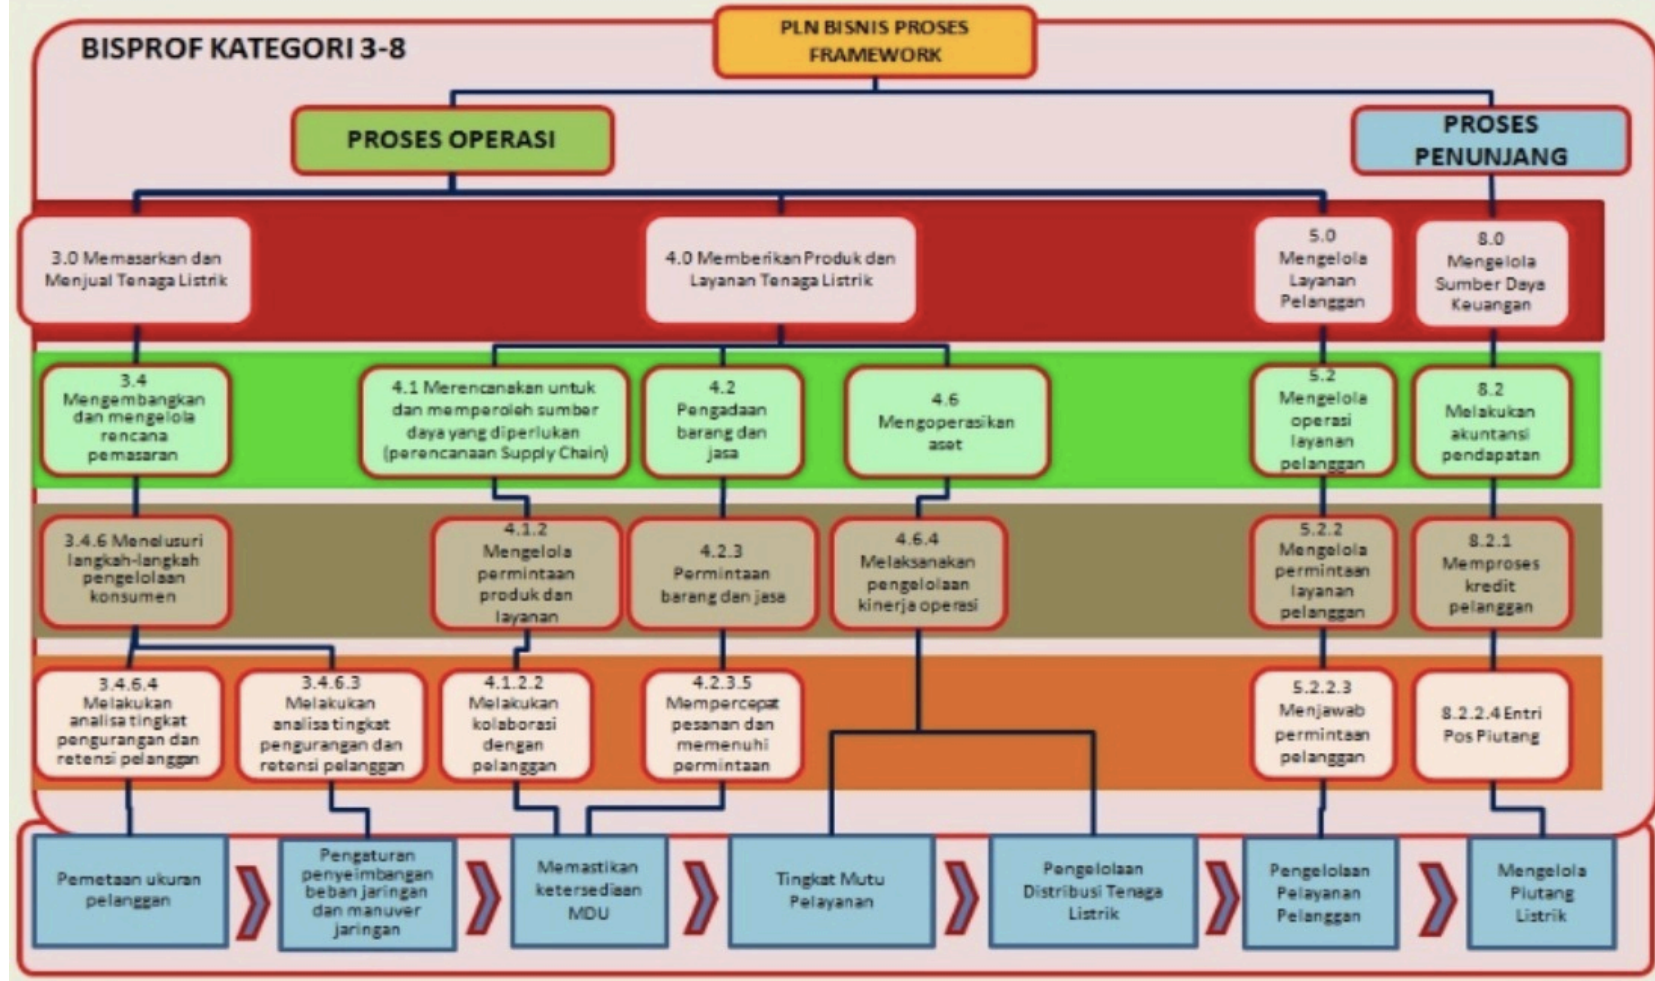 PLN BISNIS PROSES
FRAMEWORK
BISPROF KATEGORI 3-8
PROSES OPERASI
PROSES
PENUNJANG
3.0 Memasarkan dan
Menjual Tenaga Listrik
4.0 Memberikan Produk dan
Layanan Tenaga Listrik
5.0
Mengelola
Layanan
Pelanggan
8.0
Mengelola
Sumber Daya
Keuangan
3.4
Mengembangkan
dan mengelola
rencana
pemasaran
4.1 Merencanakan untuk
dan memperoleh sumber
daya yang diperlukan
(perencanaan Supply Chain)
4.2
Pengadaan
barang dan
jasa
4.6
Mengoperasikan
aset
5.2
Mengelola
operasi
layanan
pelanggan
8.2
Melakukan
akuntansi
pendapatan
3.4.6 Menelusuri
langkah-langkah
pengelolaan
konsumen
4.1.2
Mengelola
permintaan
produk dan
layanan
4.2.3
Permintaan
barang dan jasa
4.6.4
Melaksanakan
pengelolaan
kinerja operasi
5.2.2
Mengelola
permintaan
layanan
pelanggan
8.2.1
Memproses
kredit
pelanggan
3.4.6.4
Melakukan
analisa tingkat
pengurangan dan
retensi pelanggan
3.4.6.3
Melakukan
analisa tingkat
pengurangan dan
retensi pelanggan
4.1.2.2
Melakukan
kolaborasi
dengan
pelanggan
4.2.3.5
Mempercepat
pesanan dan
memenuhi
permintaan
5.2.2.3
Menjawab
permintaan
pelanggan
8.2.2.4 Entri
Pos Piutang
Pemetaan ukuran
pelanggan
Pengaturan
penyeimbangan
beban jaringan
dan manuver
jaringan
Memastikan
ketersediaan
MDU
Tingkat Mutu
Pelayanan
Pengelolaan
Distribusi Tenaga
Listrik
Pengelolaan
Pelayanan
Pelanggan
Mengelola
Piutang
Listrik